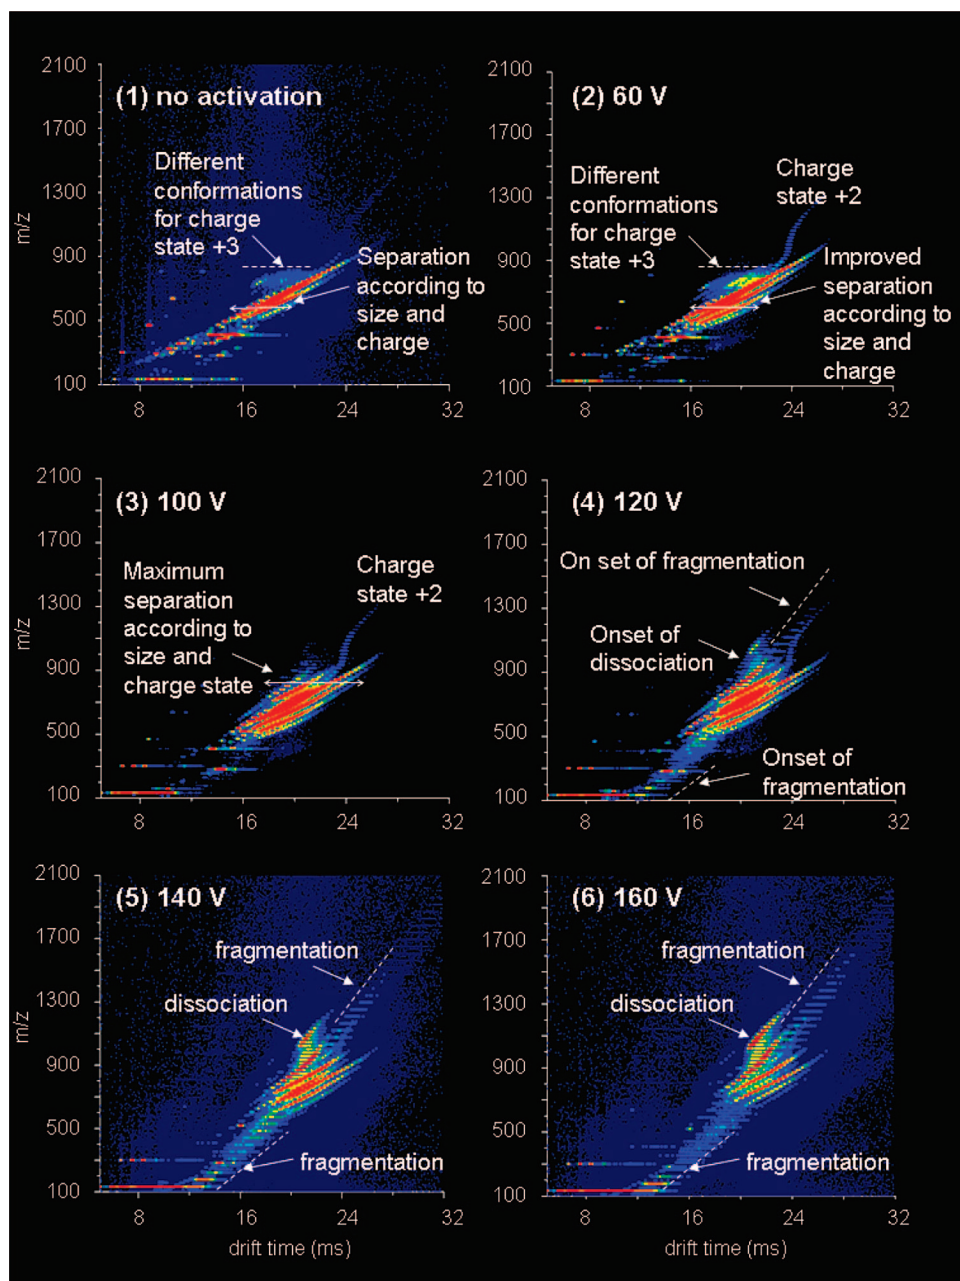 2100
(1) no activation
1700
Different
conformations
for charge
state +3
1300
m/z
900
Separation
according to
size and
charge
500
100
8
16
24
32
2100
(2) 60 V
1700
Different
conformations
for charge
state +3
Charge
state +2
1300
900
Improved
separation
according to
size and
charge
500
100
8
16
24
32
2100
(3) 100 V
1700
Maximum
separation
according to
size and
charge state
Charge
state +2
1300
m/z
900
500
100
8
16
24
32
2100
(4) 120 V
1700
On set of fragmentation
1300
Onset of
dissociation
900
500
Onset of
fragmentation
100
8
16
24
32
2100
(5) 140 V
1700
fragmentation
1300
dissociation
m/z
900
500
fragmentation
100
8
16
24
32
drift time (ms)
2100
(6) 160 V
1700
fragmentation
1300
dissociation
900
500
fragmentation
100
8
16
24
32
drift time (ms)